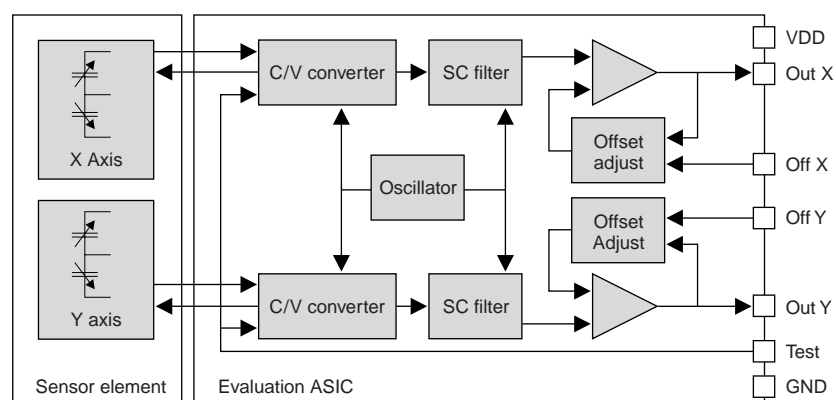 VDD
C/V converter
SC filter
Out X
X Axis
Offset
adjust
Off X
Oscillator
Offset
Adjust
Off Y
C/V converter
SC filter
Out Y
Y axis
Test
Sensor element
Evaluation ASIC
GND